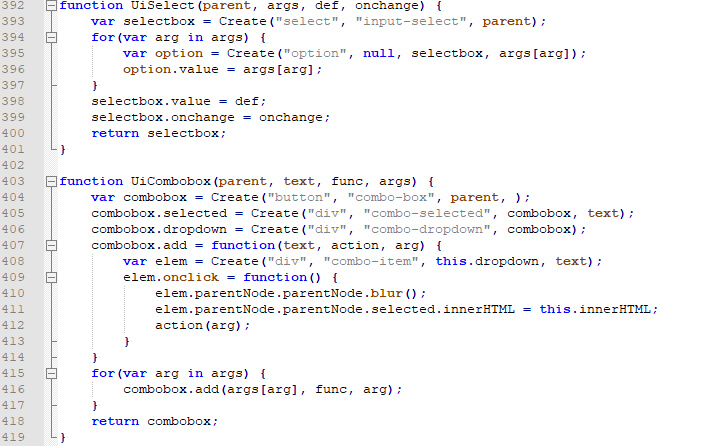 392 function UiSelect(parent, args, def, onchange) {
393     var selectbox = Create("select", "input-select", parent);
394     for(var arg in args) {
395         var option = Create("option", null, selectbox, args[arg]);
396         option.value = args[arg];
397     }
398     selectbox.value = def;
399     selectbox.onchange = onchange;
400     return selectbox;
401 }
402
403 function UiCombobox(parent, text, func, args) {
404     var combobox = Create("button", "combo-box", parent, );
405     combobox.selected = Create("div", "combo-selected", combobox, text);
406     combobox.dropdown = Create("div", "combo-dropdown", combobox);
407     combobox.add = function(text, action, arg) {
408         var elem = Create("div", "combo-item", this.dropdown, text);
409         elem.onclick = function() {
410             elem.parentNode.parentNode.blur();
411             elem.parentNode.parentNode.selected.innerHTML = this.innerHTML;
412             action(arg);
413         }
414     }
415     for(var arg in args) {
416         combobox.add(args[arg], func, arg);
417     }
418     return combobox;
419 }